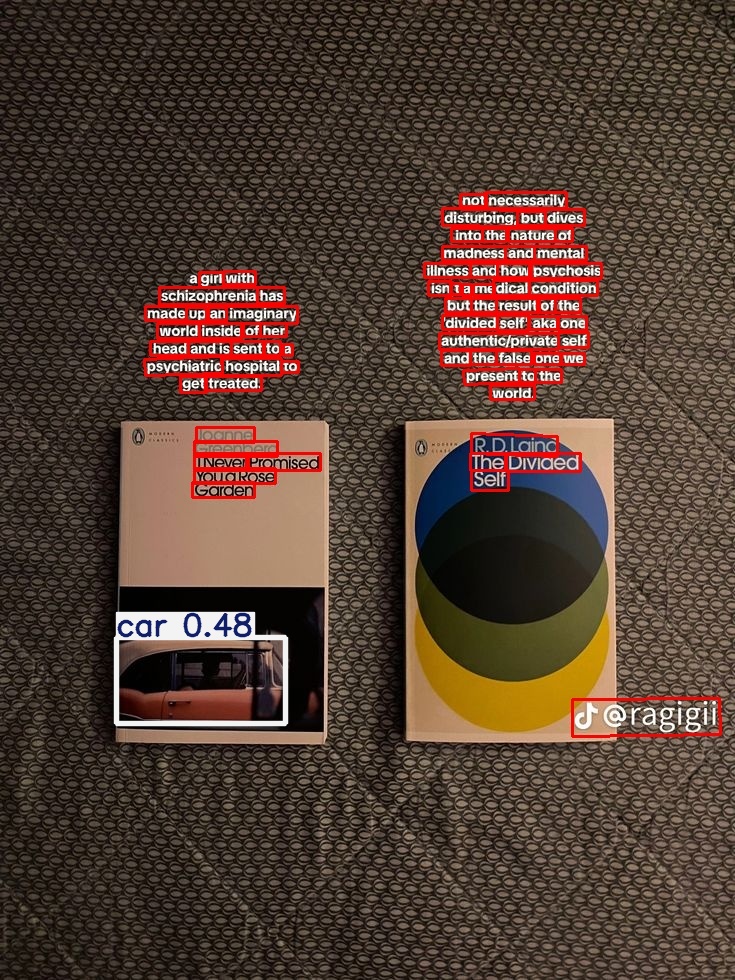 a girl with
schizophrenia has
made up an imaginary
world inside of her
head and is sent to a
psychiatric hospital to
get treated.
not necessarily
disturbing, but dives
into the nature of
madness and mental
illness and how psychosis
isn't a medical condition
but the result of the
'divided self' aka one
authentic/private self
and the false one we
present to the
world.
MODERN
CLASSICS
Joanne
Greenberg
I Never Promised
You a Rose
Garden
MODERN
CLASSICS
R.D. Laing
The Divided
Self
car 0.48
@ragigii